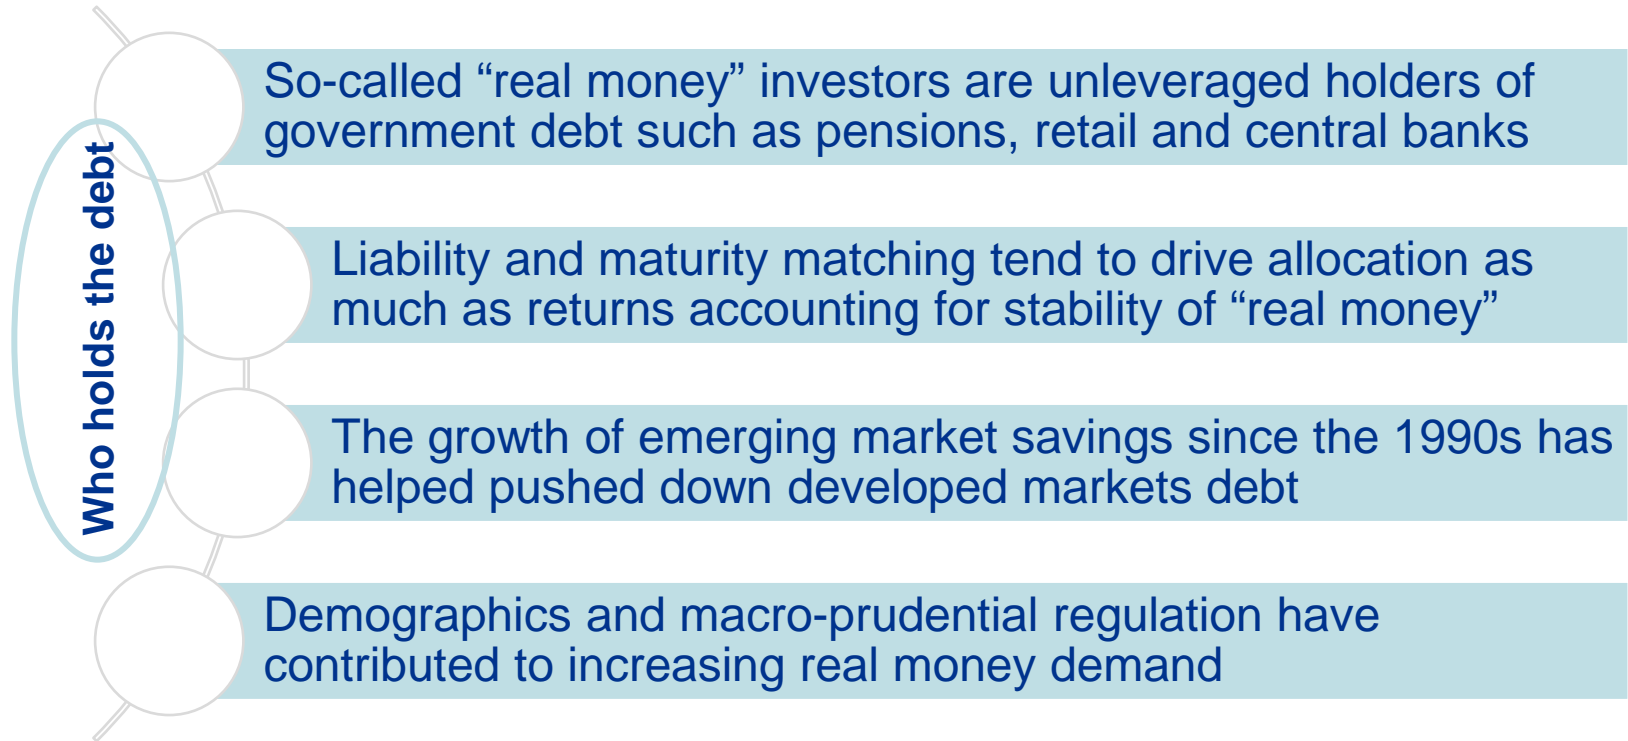 Who holds the debt
So-called “real money” investors are unleveraged holders of
government debt such as pensions, retail and central banks
Liability and maturity matching tend to drive allocation as
much as returns accounting for stability of “real money”
The growth of emerging market savings since the 1990s has
helped pushed down developed markets debt
Demographics and macro-prudential regulation have
contributed to increasing real money demand